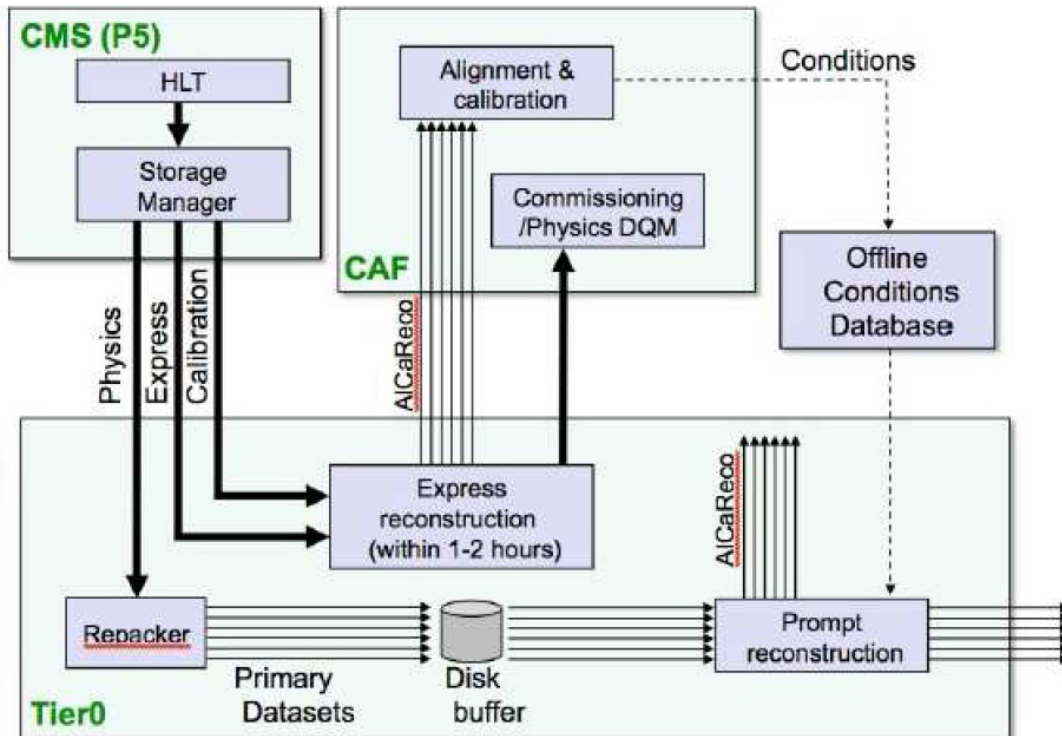 CMS (P5)
HLT
Storage
Manager
Alignment &
calibration
Conditions
Commissioning
/Physics DQM
CAF
Offline
Conditions
Database
Physics
Express
Calibration
AlCaReco
Express
reconstruction
(within 1-2 hours)
AlCaReco
Repacker
Primary
Datasets
Disk
buffer
Prompt
reconstruction
Tier0